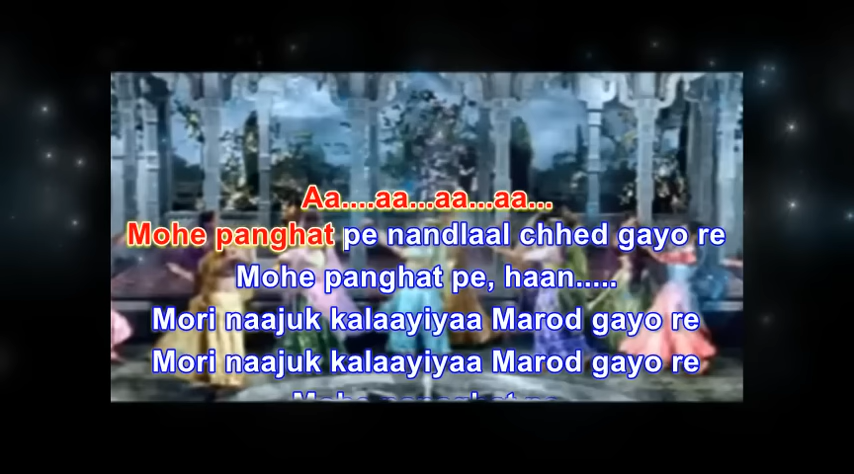 Aa....aa...aa...aa...
Mohe panghat pe nandlaal chhed gayo re
Mohe panghat pe, haan.....
Mori naajuk kalaayiyaa Marod gayo re
Mori naajuk kalaayiyaa Marod gayo re